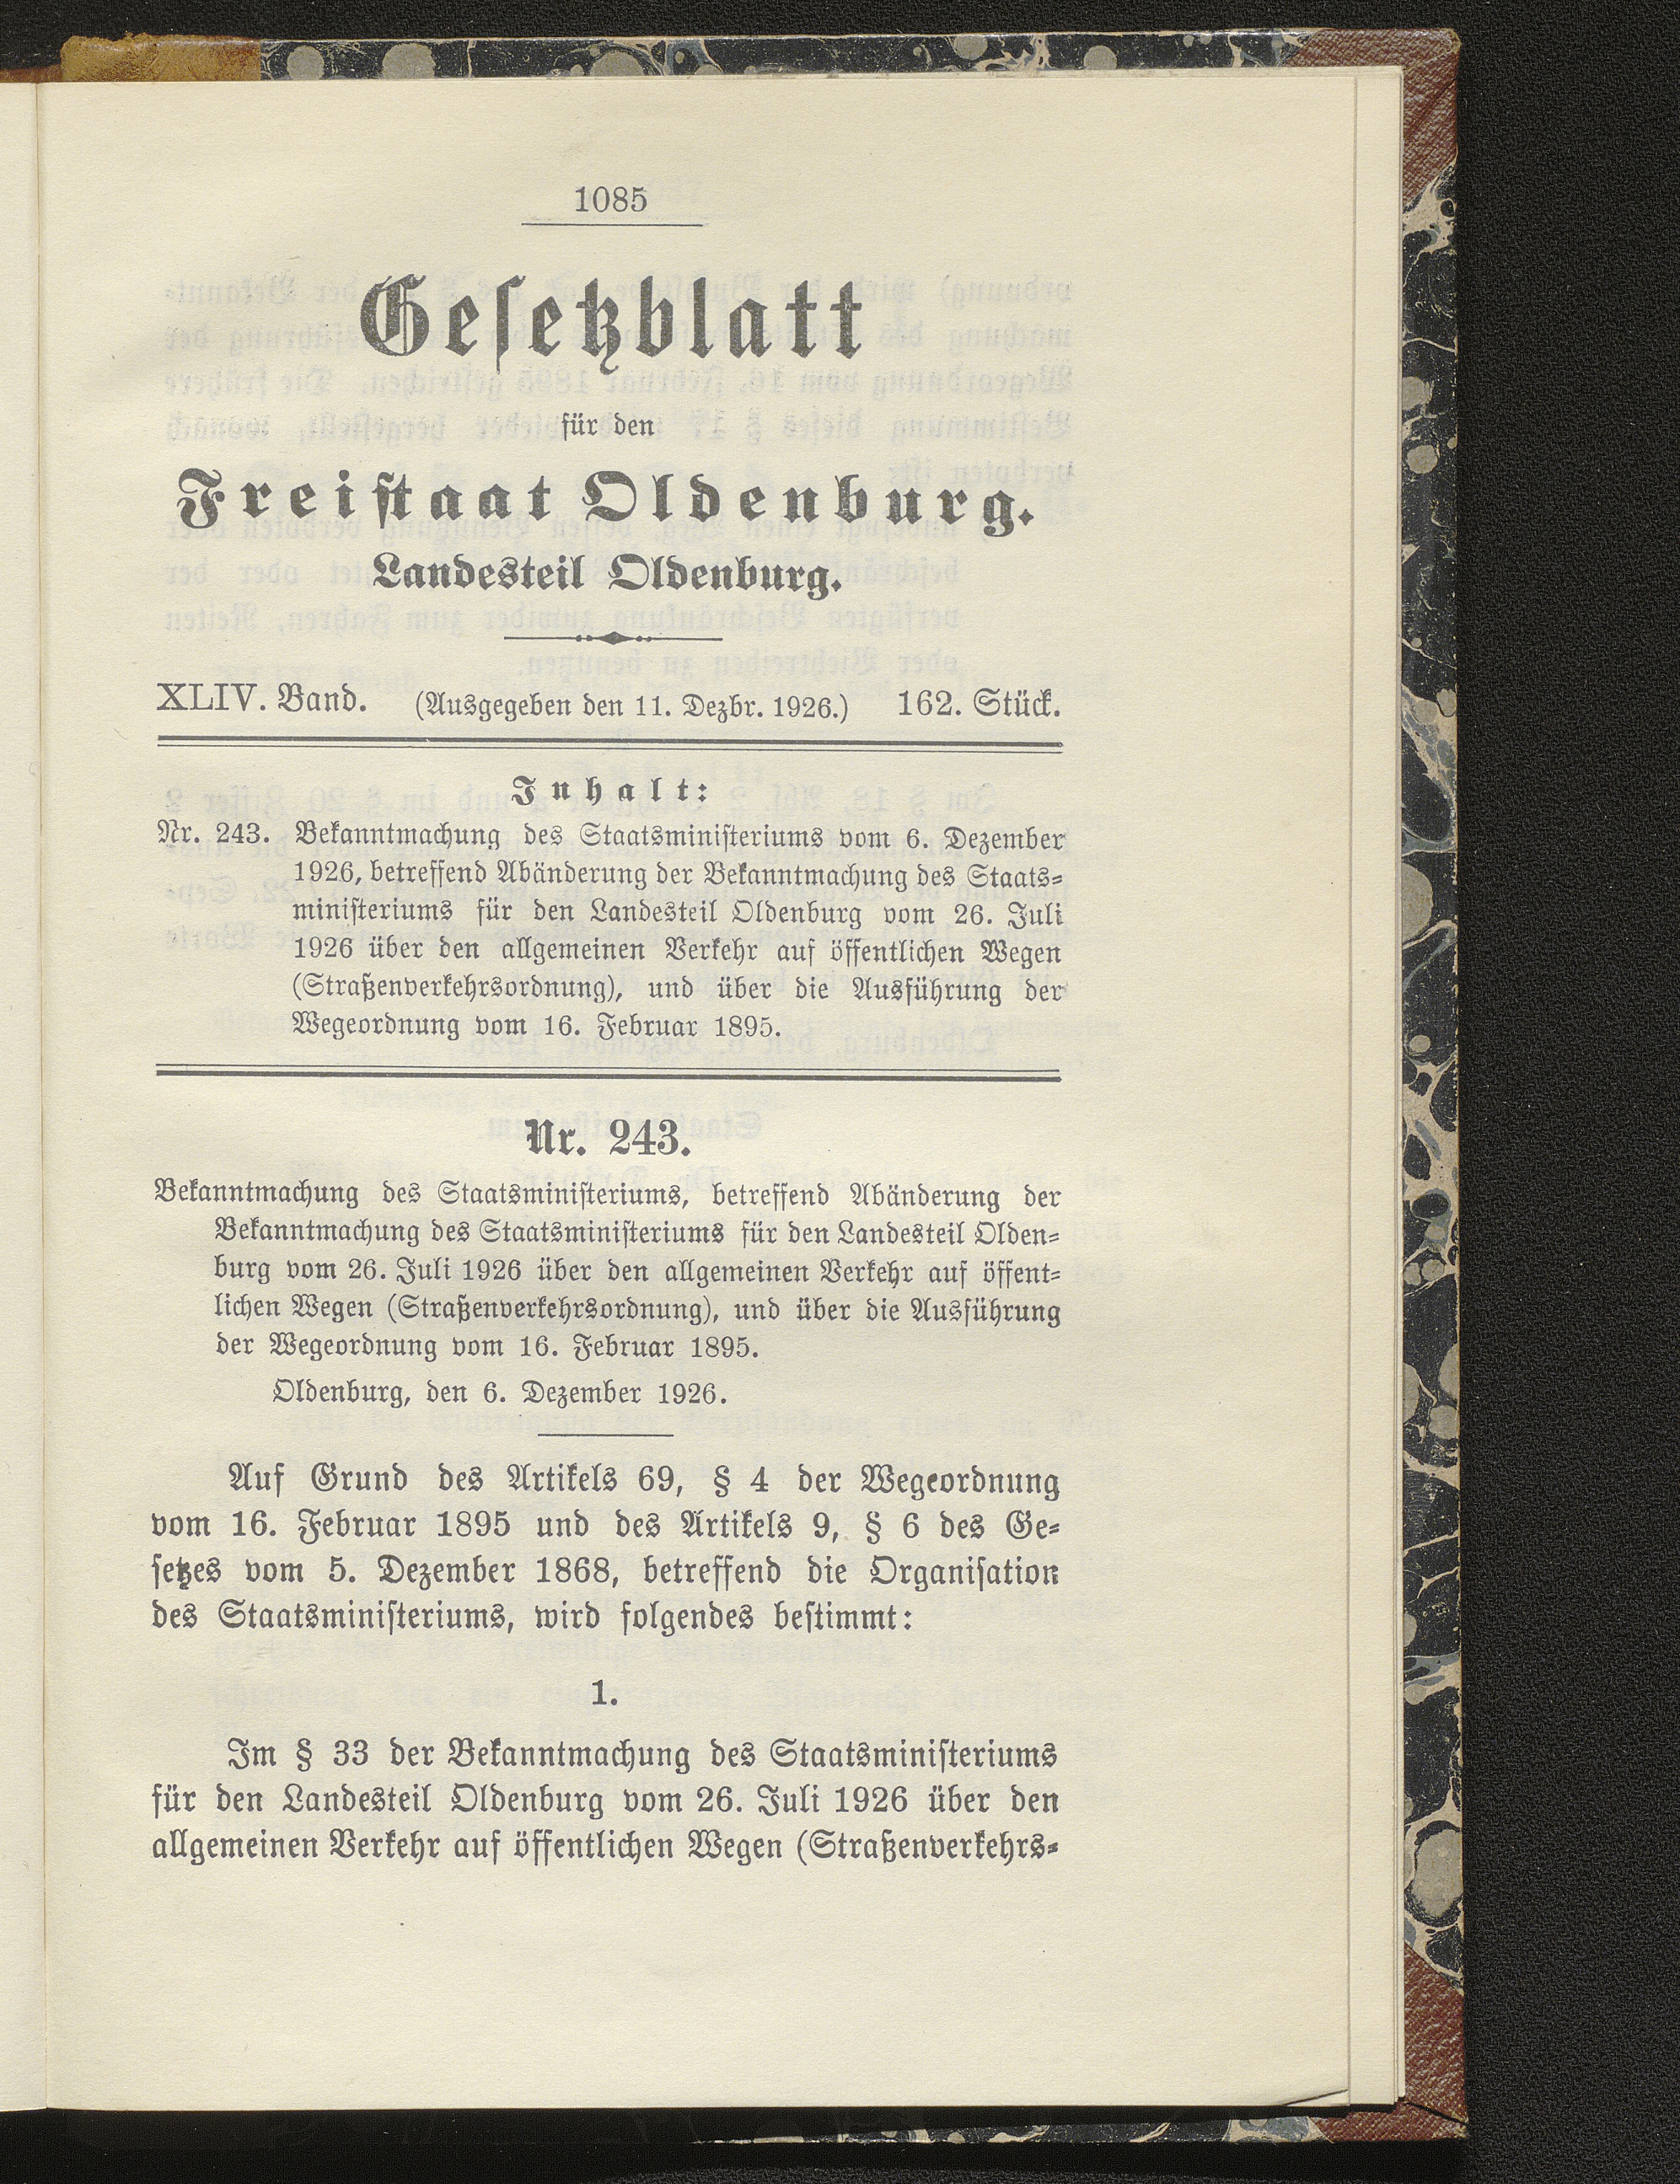 1085
Gesetzblatt
für den
Freistaat Oldenburg.
Landesteil Oldenburg.
XLIV. Band. (Ausgegeben den 11. Dezbr. 1926.) 162. Stück.
Inhalt:
Nr. 243. Bekanntmachung des Staatsministeriums vom 6. Dezember
1926, betreffend Abänderung der Bekanntmachung des Staats-
ministeriums für den Landesteil Oldenburg vom 26. Juli
1926 über den allgemeinen Verkehr auf öffentlichen Wegen
(Straßenverkehrsordnung), und über die Ausführung der
Wegeordnung vom 16. Februar 1895.
Nr. 243.
Bekanntmachung des Staatsministeriums, betreffend Abänderung der
Bekanntmachung des Staatsministeriums für den Landesteil Olden-
burg vom 26. Juli 1926 über den allgemeinen Verkehr auf öffent-
lichen Wegen (Straßenverkehrsordnung), und über die Ausführung
der Wegeordnung vom 16. Februar 1895.
Oldenburg, den 6. Dezember 1926.
Auf Grund des Artikels 69, § 4 der Wegeordnung
vom 16. Februar 1895 und des Artikels 9, § 6 des Ge-
setzes vom 5. Dezember 1868, betreffend die Organisation
des Staatsministeriums, wird folgendes bestimmt:
1.
Im § 33 der Bekanntmachung des Staatsministeriums
für den Landesteil Oldenburg vom 26. Juli 1926 über den
allgemeinen Verkehr auf öffentlichen Wegen (Straßenverkehrs-